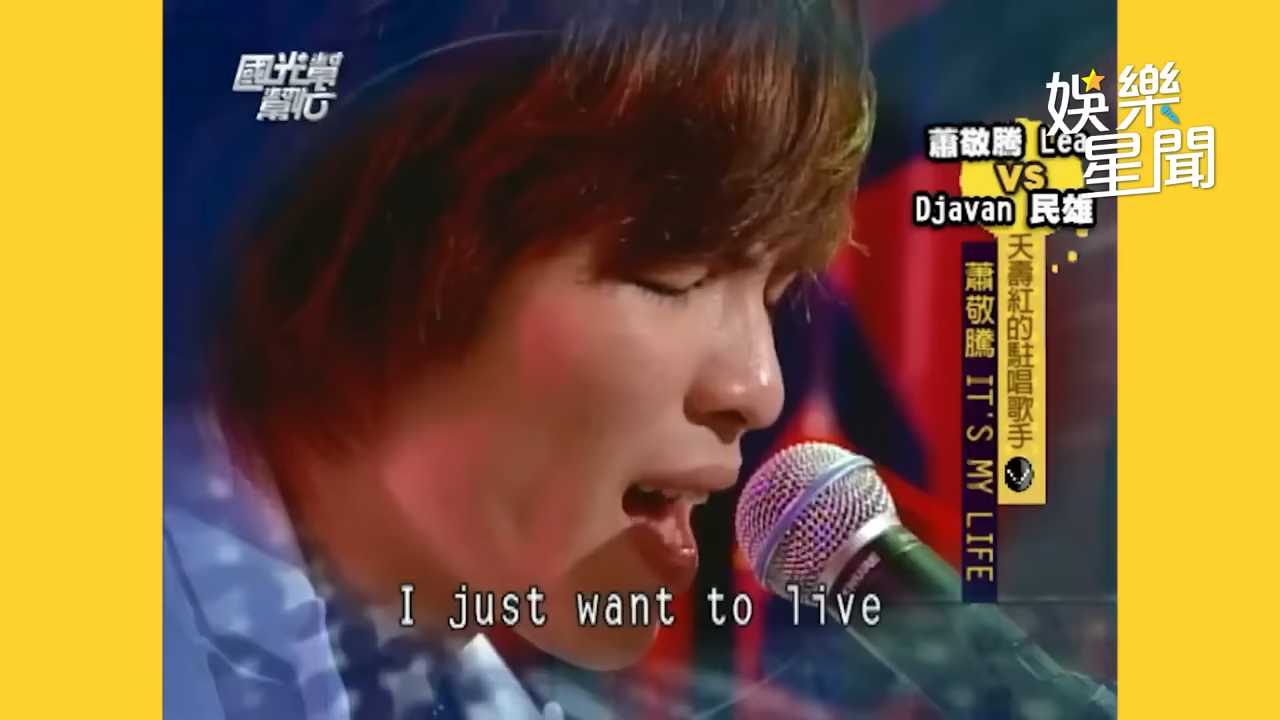 國光幫
幫忙
娛樂
星聞
蕭敬騰 Lea
VS
Djavan 民雄
天壽紅的駐唱歌手
蕭敬騰 IT'S MY LIFE
I just want to live